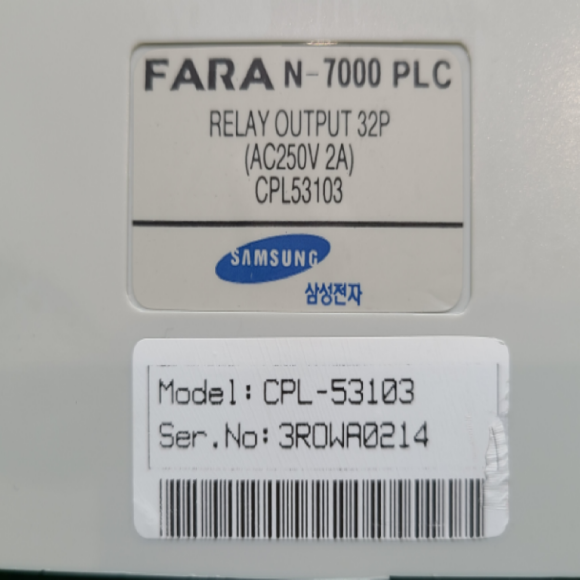 FARA N-7000 PLC
RELAY OUTPUT 32P
(AC250V 2A)
CPL53103
SAMSUNG
삼성전자
Model: CPL-53103
Ser.No: 3ROWA0214